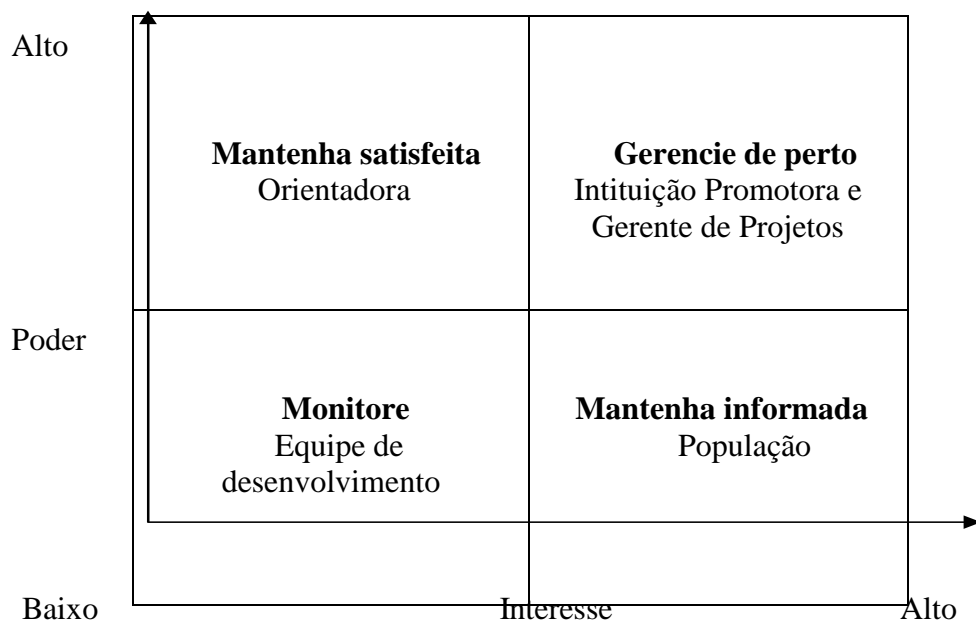 Alto
Mantenha satisfeita
Orientadora
Gerencie de perto
Intituição Promotora e
Gerente de Projetos
Poder
Monitore
Equipe de
desenvolvimento
Mantenha informada
População
Baixo
Interesse
Alto